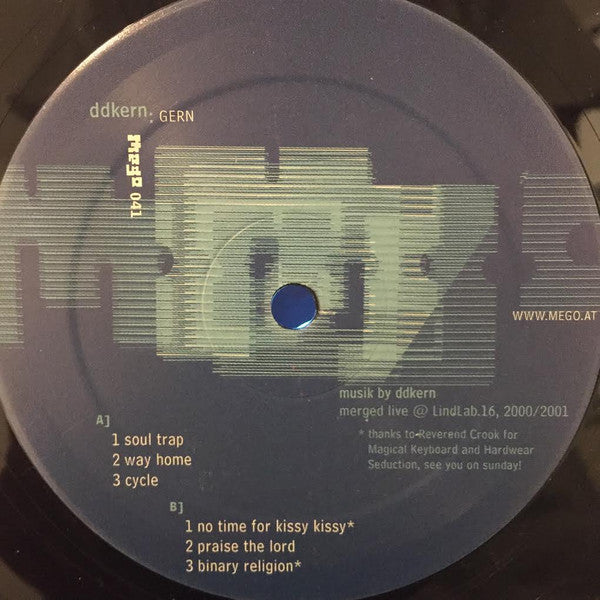 ddkern: GERN
Mego 041
WWW.MEGO.AT
musik by ddkern
merged live @ LindLab.16, 2000/2001
* thanks to Reverend Crook for
Magical Keyboard and Hardwear
Seduction, see you on sunday!
A]
1 soul trap
2 way home
3 cycle
B]
1 no time for kissy kissy*
2 praise the lord
3 binary religion*